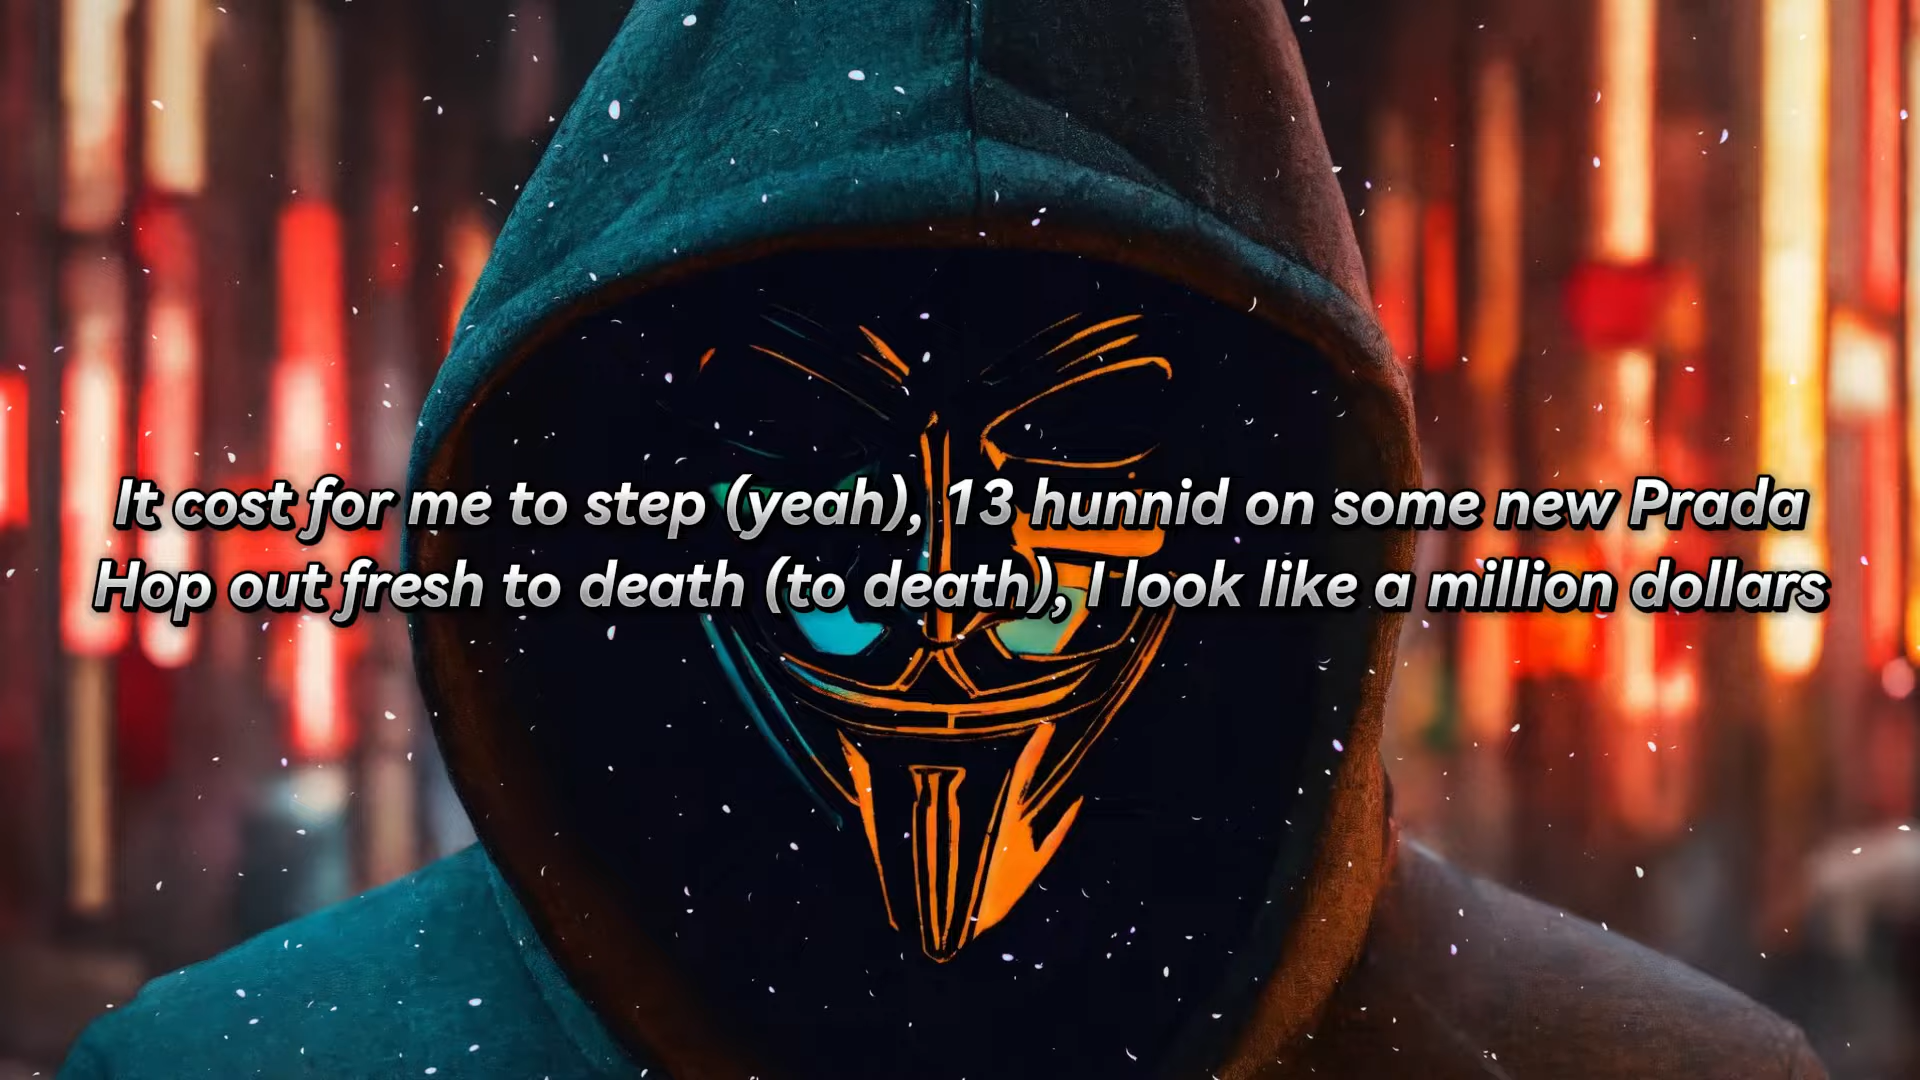 It cost for me to step (yeah), 13 hunnid on some new Prada
Hop out fresh to death (to death), I look like a million dollars